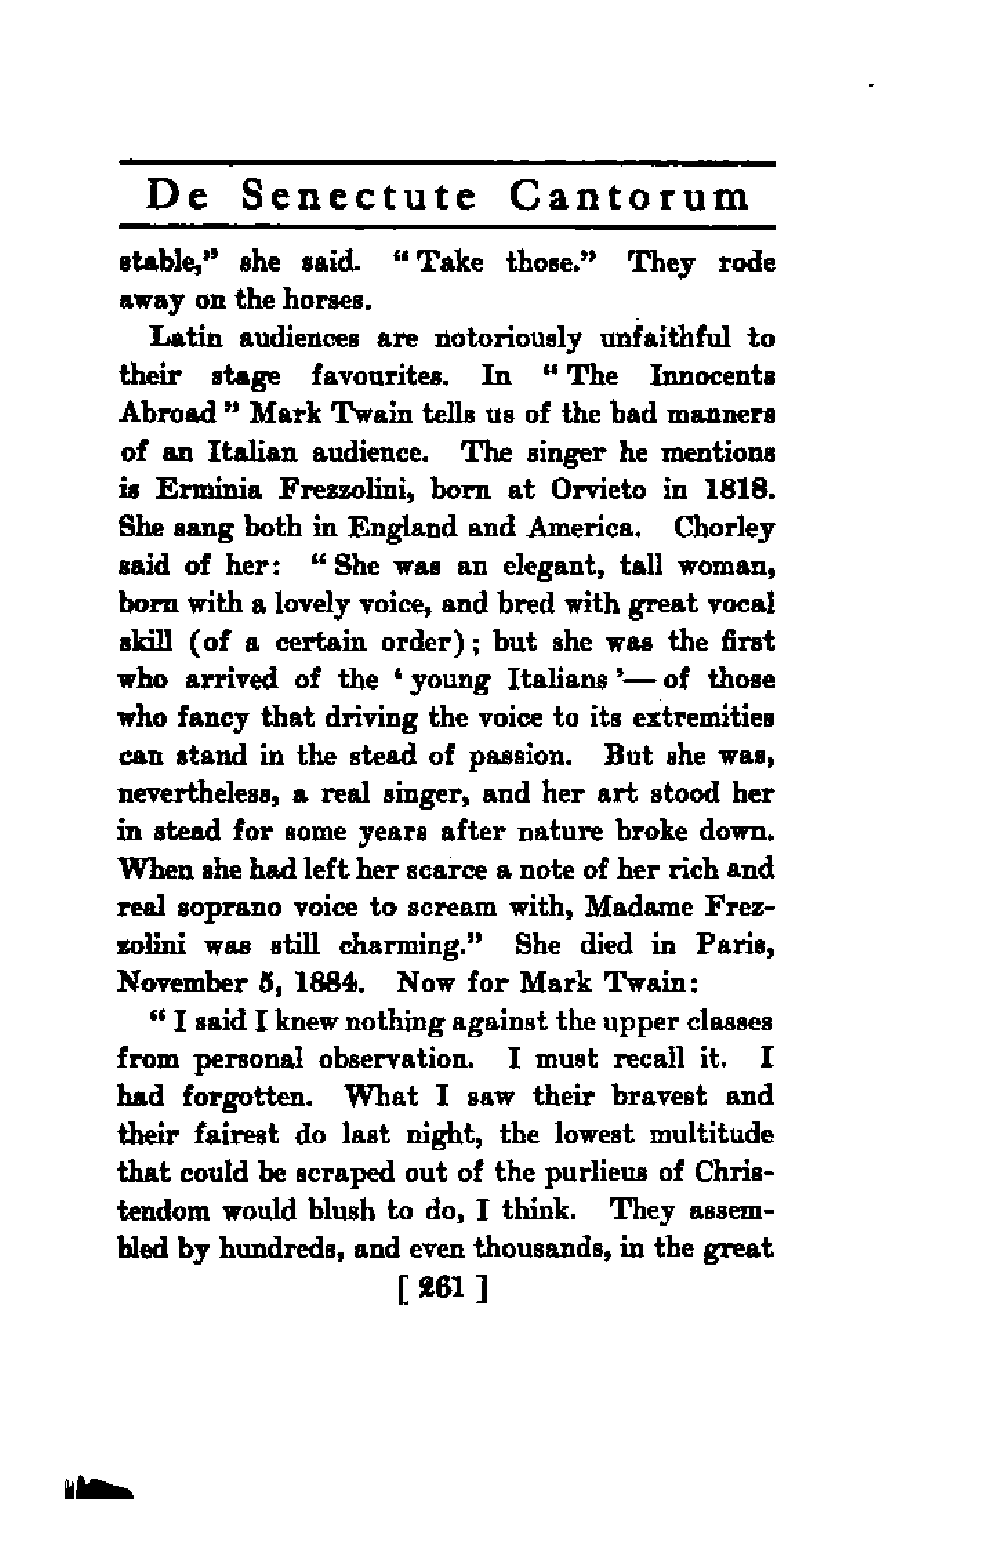 De Senectute Cantorum
stable," she said. "Take those." They rode
away on the horses.
Latin audiences are notoriously unfaithful to
their stage favourites. In "The Innocents
Abroad" Mark Twain tells us of the bad manners
of an Italian audience. The singer he mentions
is Erminia Frezzolini, born at Orvieto in 1818.
She sang both in England and America. Chorley
said of her: "She was an elegant, tall woman,
born with a lovely voice, and bred with great vocal
skill (of a certain order); but she was the first
who arrived of the 'young Italians'—of those
who fancy that driving the voice to its extremities
can stand in the stead of passion. But she was,
nevertheless, a real singer, and her art stood her
in stead for some years after nature broke down.
When she had left her scarce a note of her rich and
real soprano voice to scream with, Madame Frez-
zolini was still charming." She died in Paris,
November 5, 1884. Now for Mark Twain:
"I said I knew nothing against the upper classes
from personal observation. I must recall it. I
had forgotten. What I saw their bravest and
their fairest do last night, the lowest multitude
that could be scraped out of the purlieus of Chris-
tendom would blush to do, I think. They assem-
bled by hundreds, and even thousands, in the great
[ 261 ]